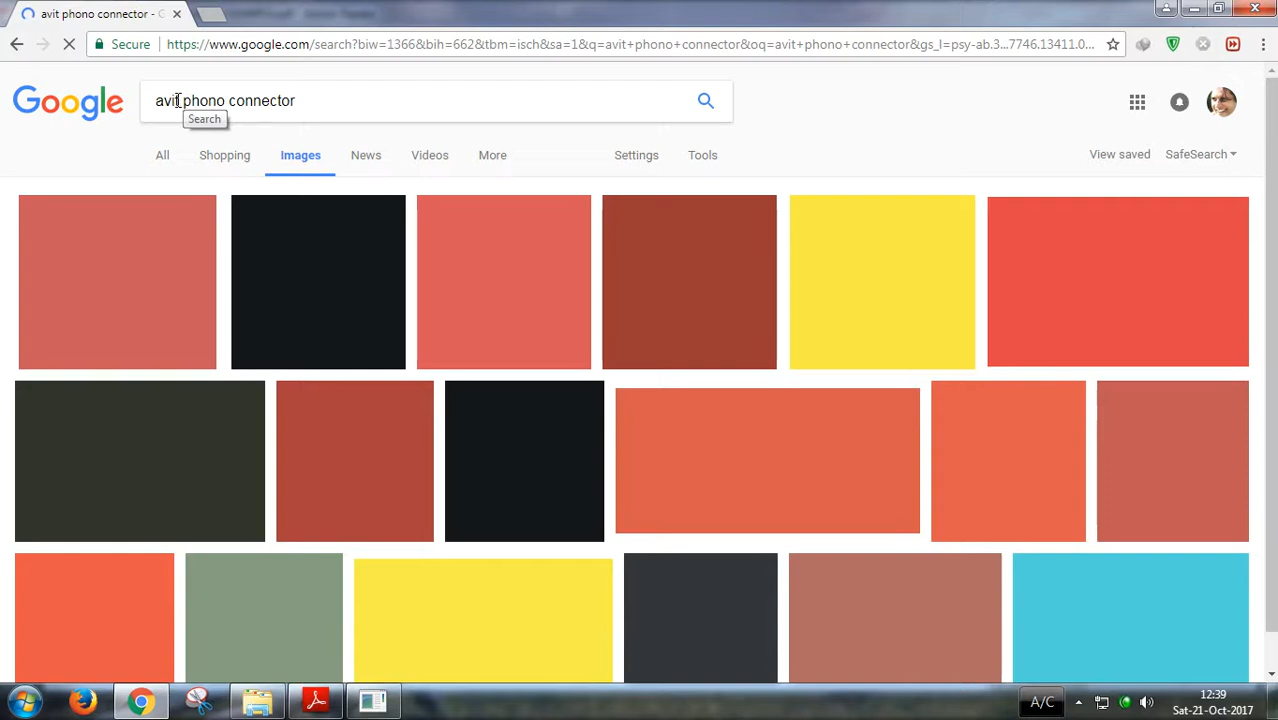 avit phono connector - G
Secure https://www.google.com/search?biw=1366&bih=662&tbm=isch&sa=1&q=avit+phono+connector&oq=avit+phono+connector&gs_l=psy-ab.3...7746.13411.0...
Google
avit phono connector
Search
All Shopping Images News Videos More Settings Tools View saved SafeSearch
A/C
12:39
Sat-21-Oct-2017